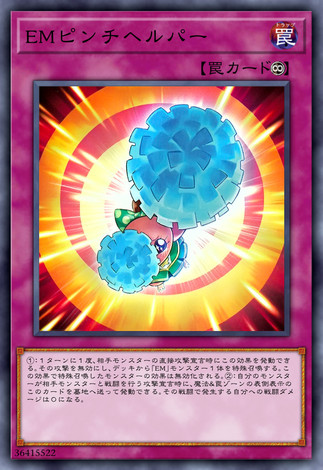 EMピンチヘルパー
トラップ
罠
【罠カード】
①：１ターンに１度、相手モンスターの直接攻撃宣言時にこの効果を発動でき
る。その攻撃を無効にし、デッキから「EM」モンスター１体を特殊召喚する。こ
の効果で特殊召喚したモンスターの効果は無効化される。②：自分のモンス
ターが相手モンスターと戦闘を行う攻撃宣言時に、魔法&罠ゾーンの表側表示の
このカードを墓地へ送って発動できる。その戦闘で発生する自分への戦闘ダメ
ージは０になる。
36415522